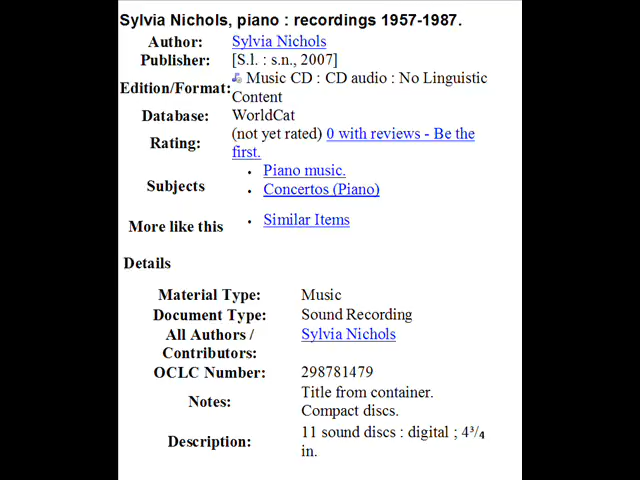 Sylvia Nichols, piano : recordings 1957-1987.
Author: Sylvia Nichols
Publisher: [S.l. : s.n., 2007]
Edition/Format: Music CD : CD audio : No Linguistic
Content
Database: WorldCat
Rating: (not yet rated) 0 with reviews - Be the
first.
Subjects
• Piano music.
• Concertos (Piano)
More like this
• Similar Items
Details
Material Type: Music
Document Type: Sound Recording
All Authors / Sylvia Nichols
Contributors:
OCLC Number: 298781479
Notes: Title from container.
Compact discs.
Description: 11 sound discs : digital ; 4³/₄
in.